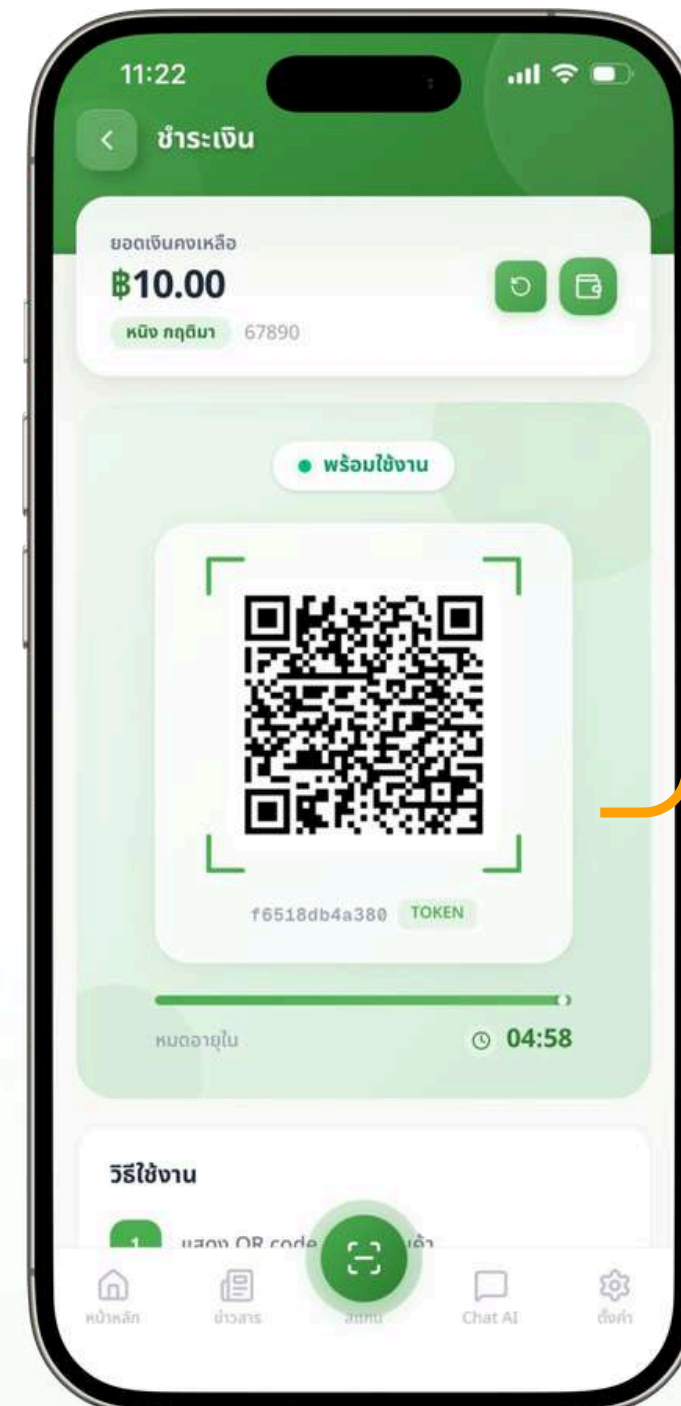 11:22
ชำระเงิน
ยอดเงินคงเหลือ
฿10.00
หนิง กฤติมา 67890
พร้อมใช้งาน
f6518db4a380 TOKEN
หมดอายุใน 04:58
วิธีใช้งาน
1 แสดง QR code
หน้าหลัก ข่าวสาร สแกน Chat AI ตั้งค่า